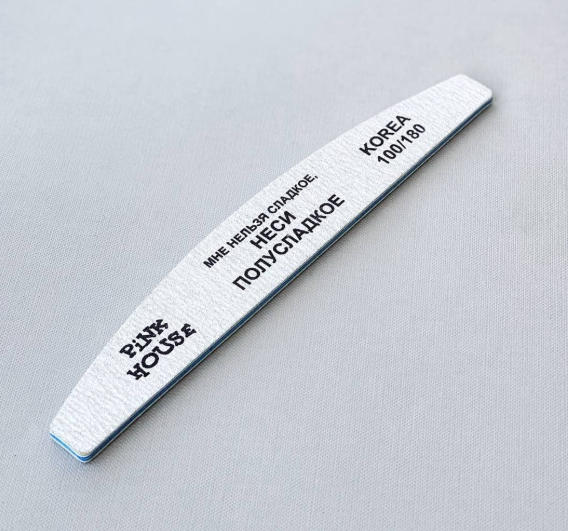 PiNK
HOUSE
МНЕ НЕЛЬЗЯ СЛАДКОЕ,
НЕСИ
ПОЛУСЛАДКОЕ
KOREA
100/180